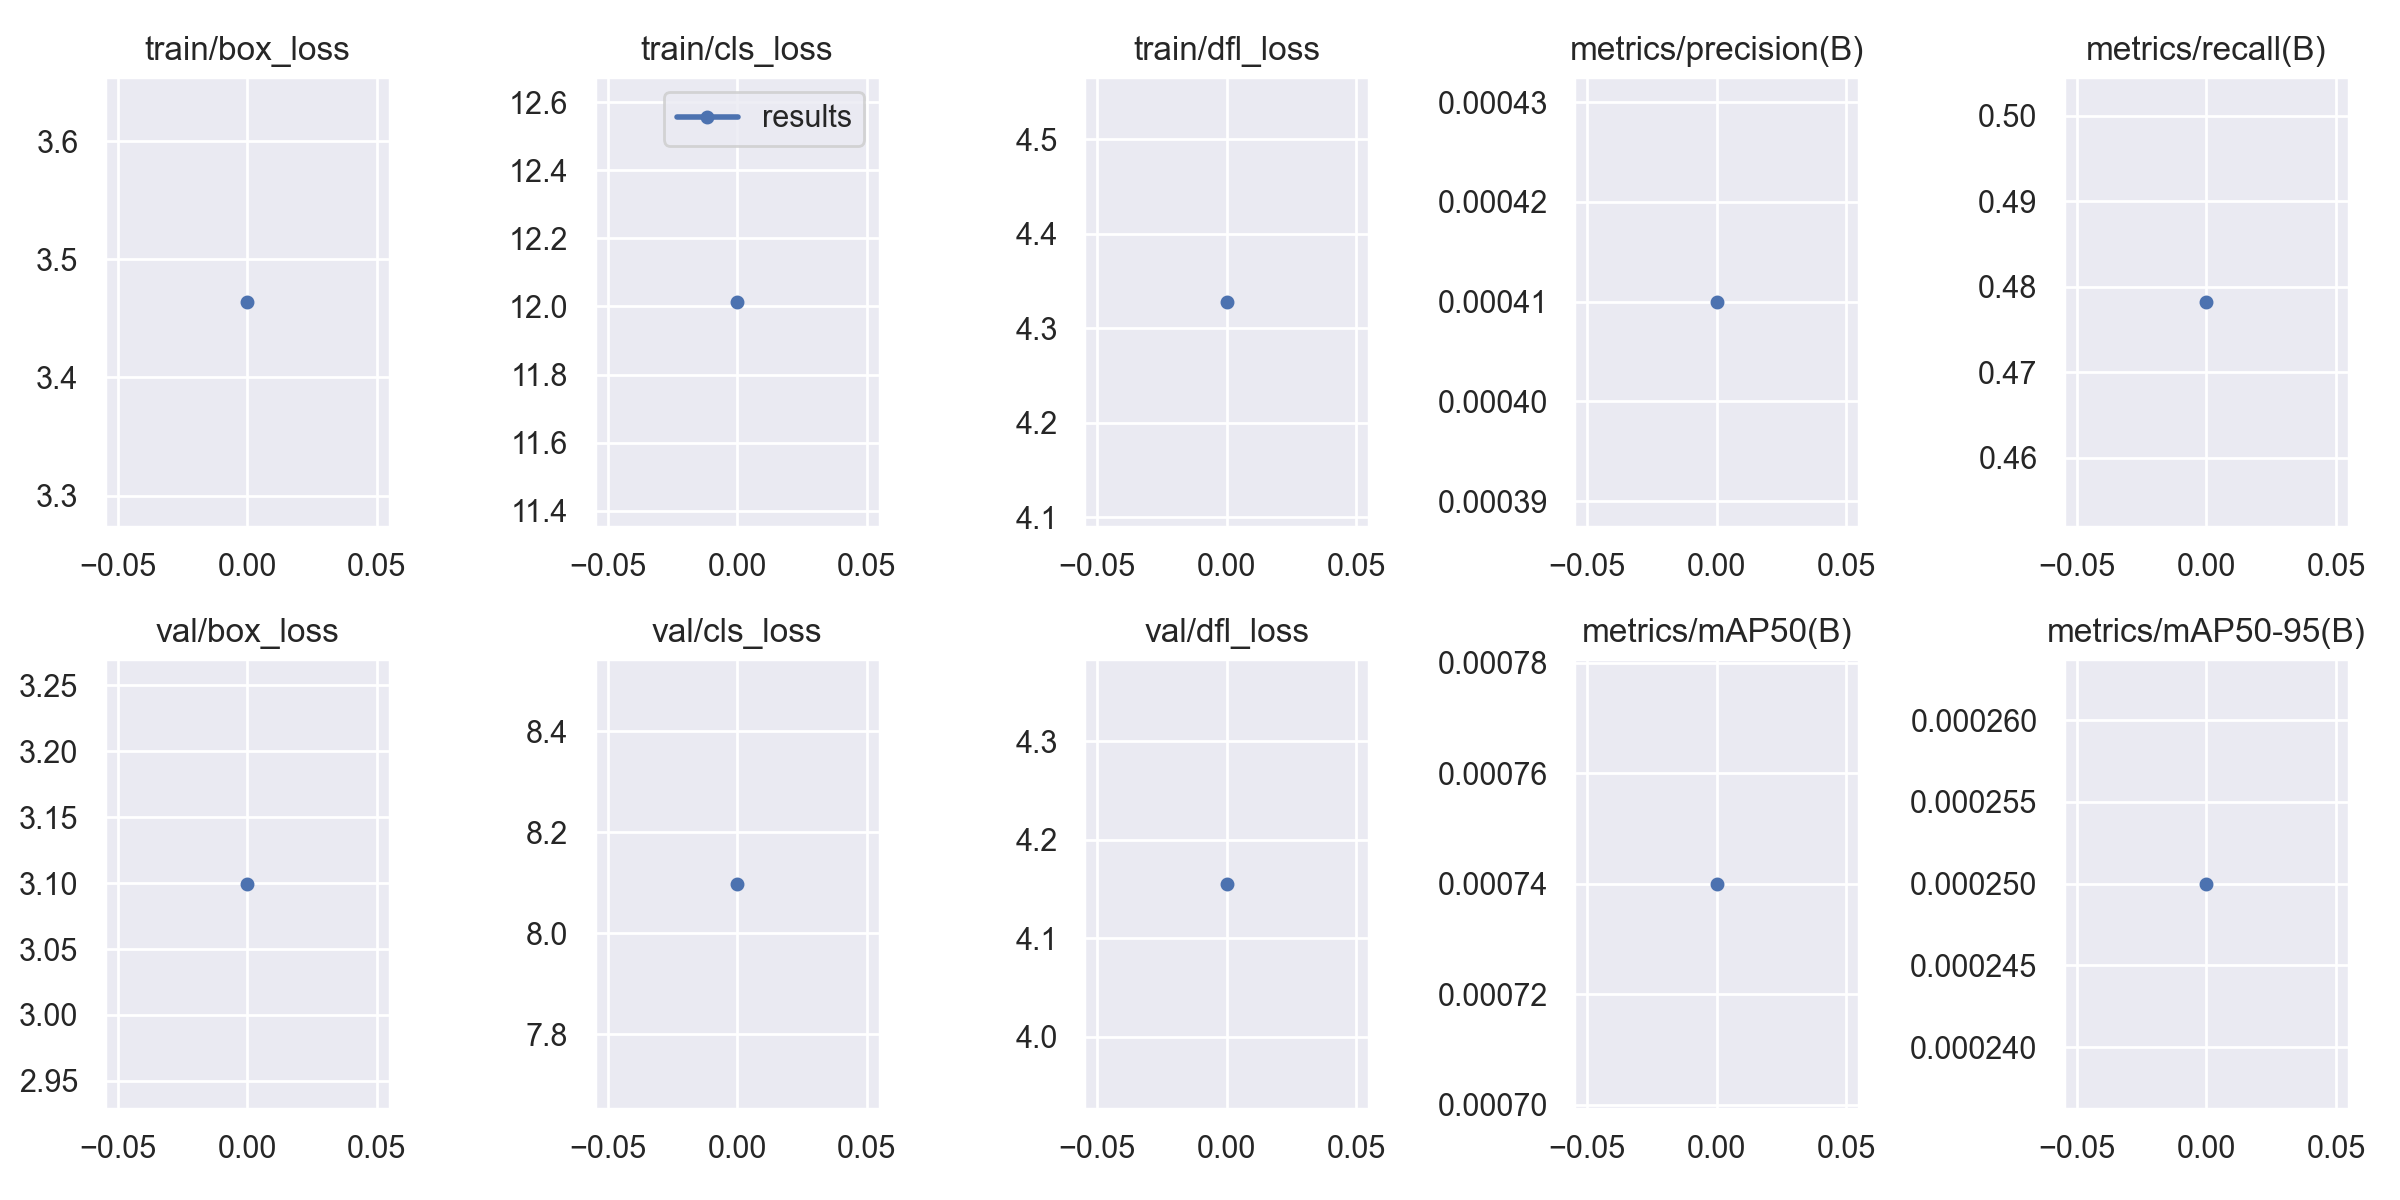 train/box_loss
3.6
3.5
3.4
3.3
−0.05 0.00 0.05
train/cls_loss
results
12.6
12.4
12.2
12.0
11.8
11.6
11.4
−0.05 0.00 0.05
train/dfl_loss
4.5
4.4
4.3
4.2
4.1
−0.05 0.00 0.05
metrics/precision(B)
0.00043
0.00042
0.00041
0.00040
0.00039
−0.05 0.00 0.05
metrics/recall(B)
0.50
0.49
0.48
0.47
0.46
−0.05 0.00 0.05
val/box_loss
3.25
3.20
3.15
3.10
3.05
3.00
2.95
−0.05 0.00 0.05
val/cls_loss
8.4
8.2
8.0
7.8
−0.05 0.00 0.05
val/dfl_loss
4.3
4.2
4.1
4.0
−0.05 0.00 0.05
metrics/mAP50(B)
0.00078
0.00076
0.00074
0.00072
0.00070
−0.05 0.00 0.05
metrics/mAP50-95(B)
0.000260
0.000255
0.000250
0.000245
0.000240
−0.05 0.00 0.05